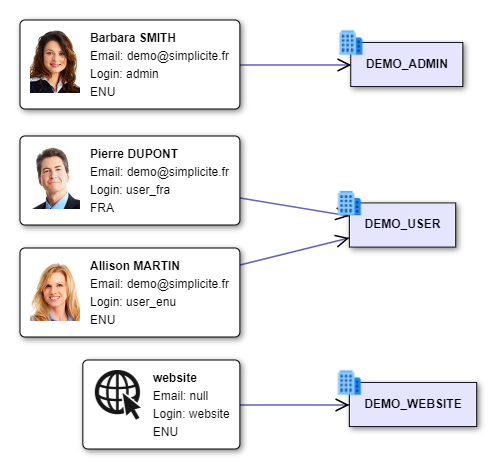 Barbara SMITH
Email: demo@simplicite.fr
Login: admin
ENU
DEMO_ADMIN
Pierre DUPONT
Email: demo@simplicite.fr
Login: user_fra
FRA
DEMO_USER
Allison MARTIN
Email: demo@simplicite.fr
Login: user_enu
ENU
website
Email: null
Login: website
ENU
DEMO_WEBSITE